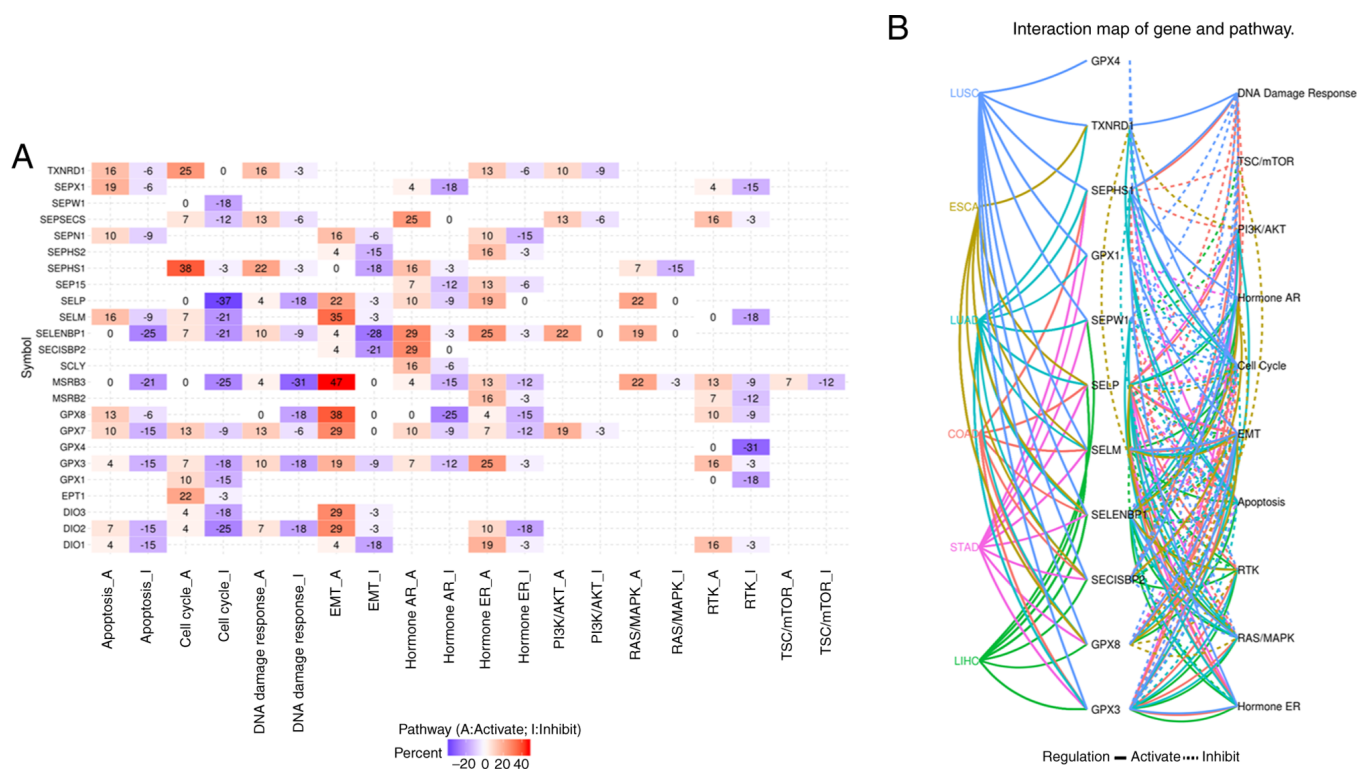 A
B
Interaction map of gene and pathway.
Symbol
TXNRD1 16 -6 25 0 16 -3 13 -6 10 -9
SEPX1 19 -6 4 -18 4 -15
SEPW1 0 -18
SEPSECS 7 -12 13 -6 25 0 13 -6 16 -3
SEPN1 10 -9 16 -6 10 -15
SEPHS2 4 -15 16 -3
SEPHS1 38 -3 22 -3 0 -18 16 -3 7 -15
SEP15 7 -12 13 -6
SELP 0 -37 4 -18 22 -3 10 -9 19 0 22 0
SELM 16 -9 7 -21 35 -3 0 -18
SELENBP1 0 -25 7 -21 10 -9 4 -28 29 -3 25 -3 22 0 19 0
SECISBP2 4 -21 29 0
SCLY 16 -6
MSRB3 0 -21 0 -25 4 -31 47 0 4 -15 13 -12 22 -3 13 -9 7 -12
MSRB2 16 -3 7 -12
GPX8 13 -6 0 -18 38 0 0 -25 4 -15 10 -9
GPX7 10 -15 13 -9 13 -6 29 0 10 -9 7 -12 19 -3
GPX4 0 -31
GPX3 4 -15 7 -18 10 -18 19 -9 7 -12 25 -3 16 -3
GPX1 10 -15 0 -18
EPT1 22 -3
DIO3 4 -18 29 -3
DIO2 7 -15 4 -25 7 -18 29 -3 10 -18
DIO1 4 -15 4 -18 19 -3 16 -3
Apoptosis_A
Apoptosis_I
Cell cycle_A
Cell cycle_I
DNA damage response_A
DNA damage response_I
EMT_A
EMT_I
Hormone AR_A
Hormone AR_I
Hormone ER_A
Hormone ER_I
PI3K/AKT_A
PI3K/AKT_I
RAS/MAPK_A
RAS/MAPK_I
RTK_A
RTK_I
TSC/mTOR_A
TSC/mTOR_I
Pathway (A:Activate; I:Inhibit)
Percent
−20 0 20 40
LUSC
ESCA
LUAD
COAD
STAD
LIHC
GPX4
TXNRD1
SEPHS1
GPX1
SEPW1
SELP
SELM
SELENBP1
SECISBP2
GPX8
GPX3
DNA Damage Response
TSC/mTOR
PI3K/AKT
Hormone AR
Cell Cycle
EMT
Apoptosis
RTK
RAS/MAPK
Hormone ER
Regulation Activate Inhibit